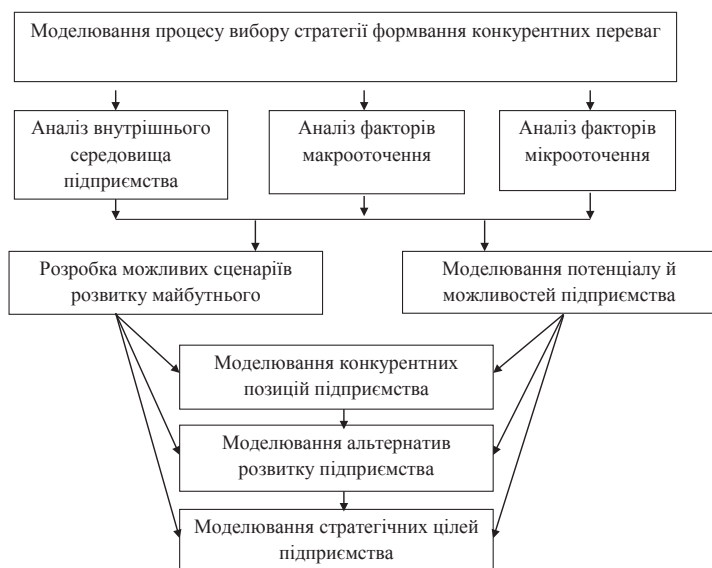 Моделювання процесу вибору стратегії формвання конкурентних переваг
Аналіз внутрішнього
середовища
підприємства
Аналіз факторів
макрооточення
Аналіз факторів
мікрооточення
Розробка можливих сценаріїв
розвитку майбутнього
Моделювання потенціалу й
можливостей підприємства
Моделювання конкурентних
позицій підприємства
Моделювання альтернатив
розвитку підприємства
Моделювання стратегічних цілей
підприємства